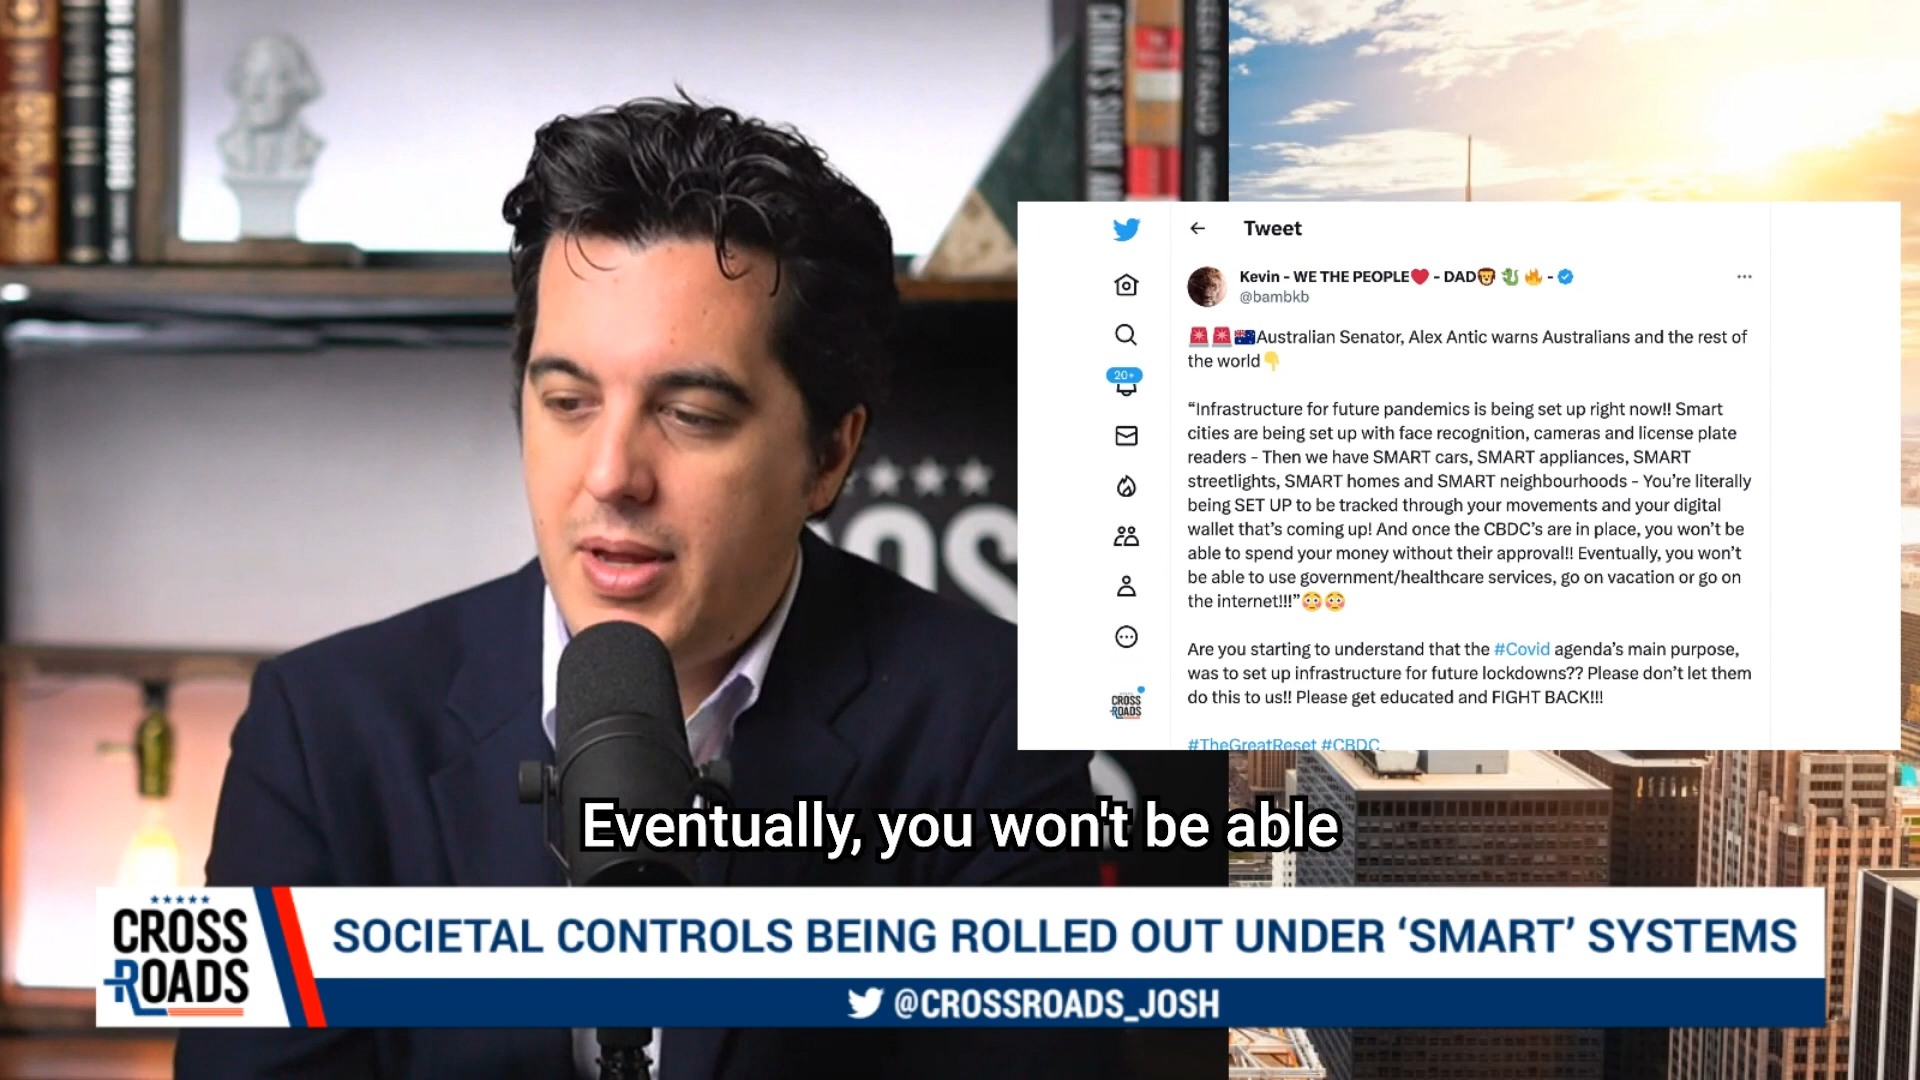 Tweet
Kevin - WE THE PEOPLE❤️ - DAD🦁 🐉 🔥 -
@bambkb
🚨🚨🇦🇺Australian Senator, Alex Antic warns Australians and the rest of
the world👇
“Infrastructure for future pandemics is being set up right now!! Smart
cities are being set up with face recognition, cameras and license plate
readers - Then we have SMART cars, SMART appliances, SMART
streetlights, SMART homes and SMART neighbourhoods - You’re literally
being SET UP to be tracked through your movements and your digital
wallet that’s coming up! And once the CBDC’s are in place, you won’t be
able to spend your money without their approval!! Eventually, you won’t
be able to use government/healthcare services, go on vacation or go on
the internet!!!”😳😳
Are you starting to understand that the #Covid agenda’s main purpose,
was to set up infrastructure for future lockdowns?? Please don’t let them
do this to us!! Please get educated and FIGHT BACK!!!
#TheGreatReset #CBDC
20+
CROSS
ROADS
Eventually, you won't be able
CROSS
ROADS
SOCIETAL CONTROLS BEING ROLLED OUT UNDER ‘SMART’ SYSTEMS
@CROSSROADS_JOSH